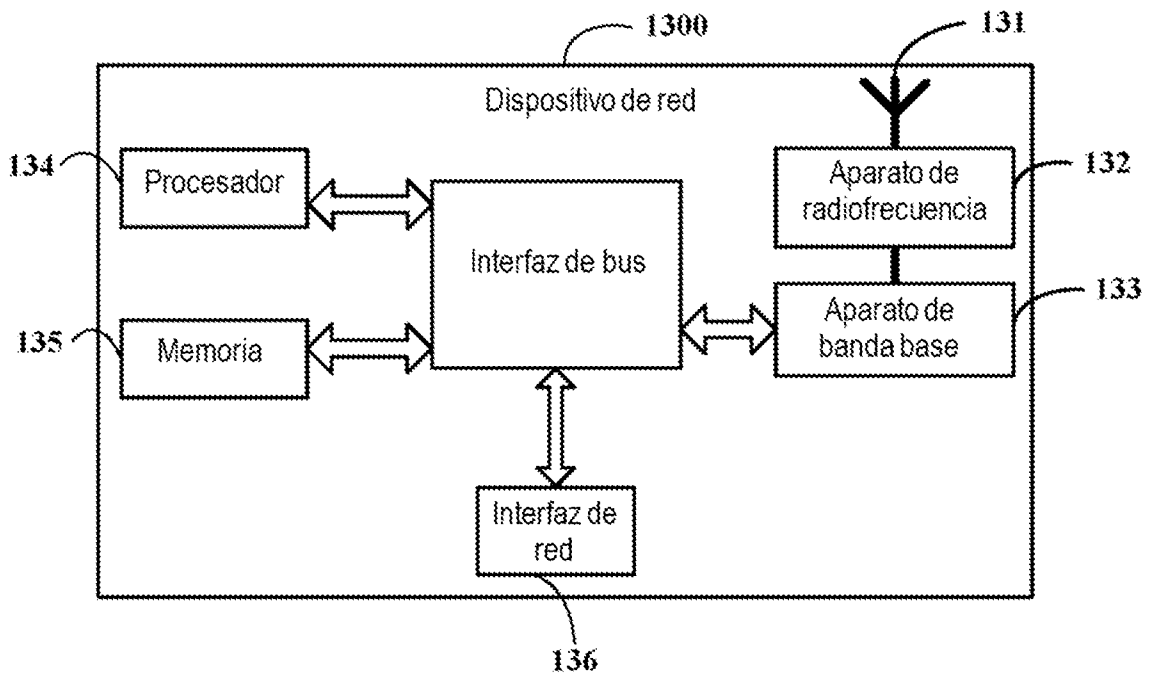 1300
131
Dispositivo de red
134
Procesador
Aparato de
radiofrecuencia
132
Interfaz de bus
133
Aparato de
banda base
135
Memoria
Interfaz de
red
136